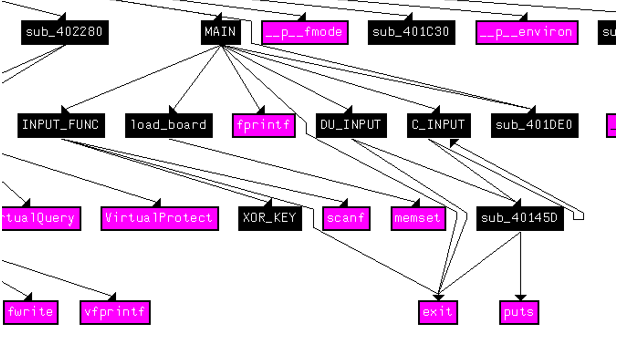 sub_402280 MAIN __p__fmode sub_401C30 __p__environ su
INPUT_FUNC load_board fprintf DU_INPUT C_INPUT sub_401DE0
rtualQuery VirtualProtect XOR_KEY scanf memset sub_40145D
fwrite vfprintf exit puts